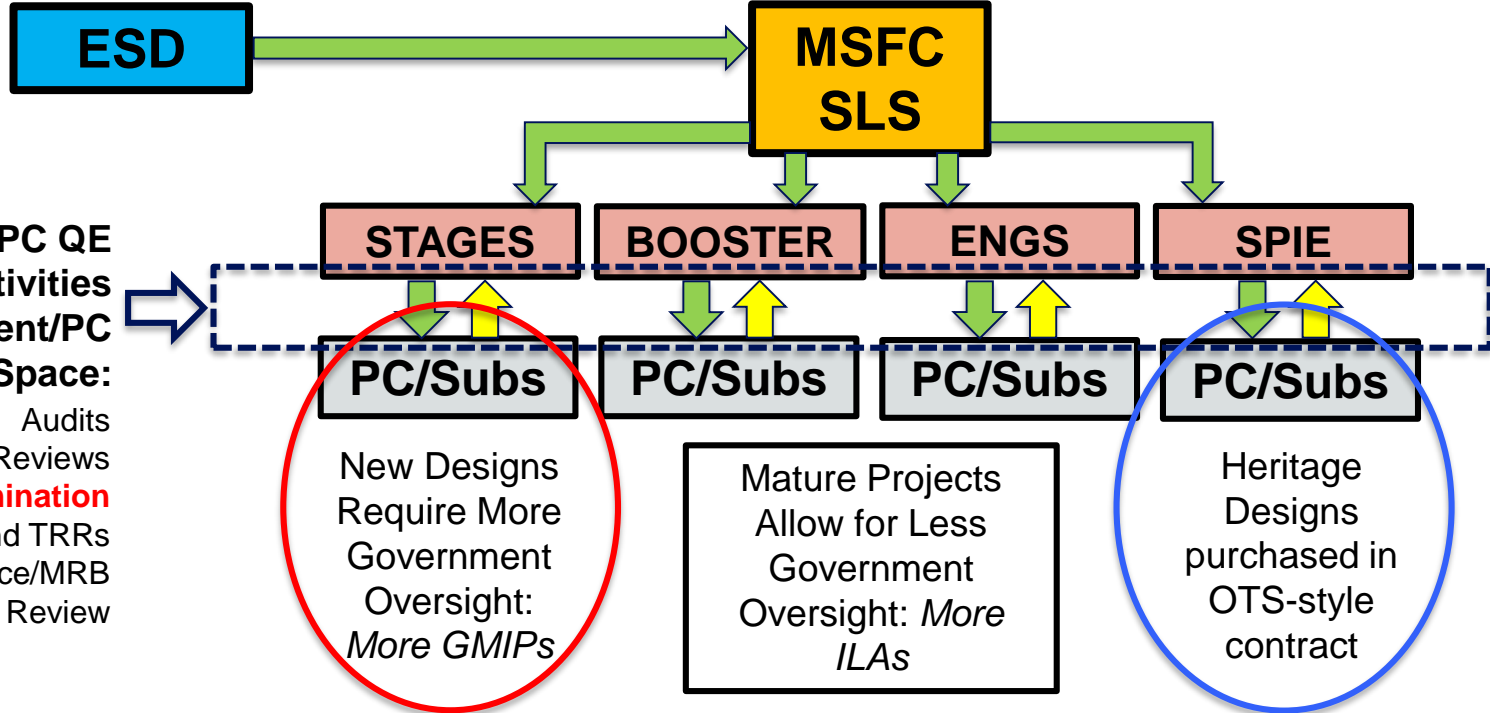 ESD
MSFC
SLS
STAGES
BOOSTER
ENGS
SPIE
PC QE
tivities
ent/PC
Space:
Audits
Reviews
mination
nd TRRs
ce/MRB
Review
PC/Subs
PC/Subs
PC/Subs
PC/Subs
New Designs
Require More
Government
Oversight:
More GMIPs
Mature Projects
Allow for Less
Government
Oversight: More
ILAs
Heritage
Designs
purchased in
OTS-style
contract